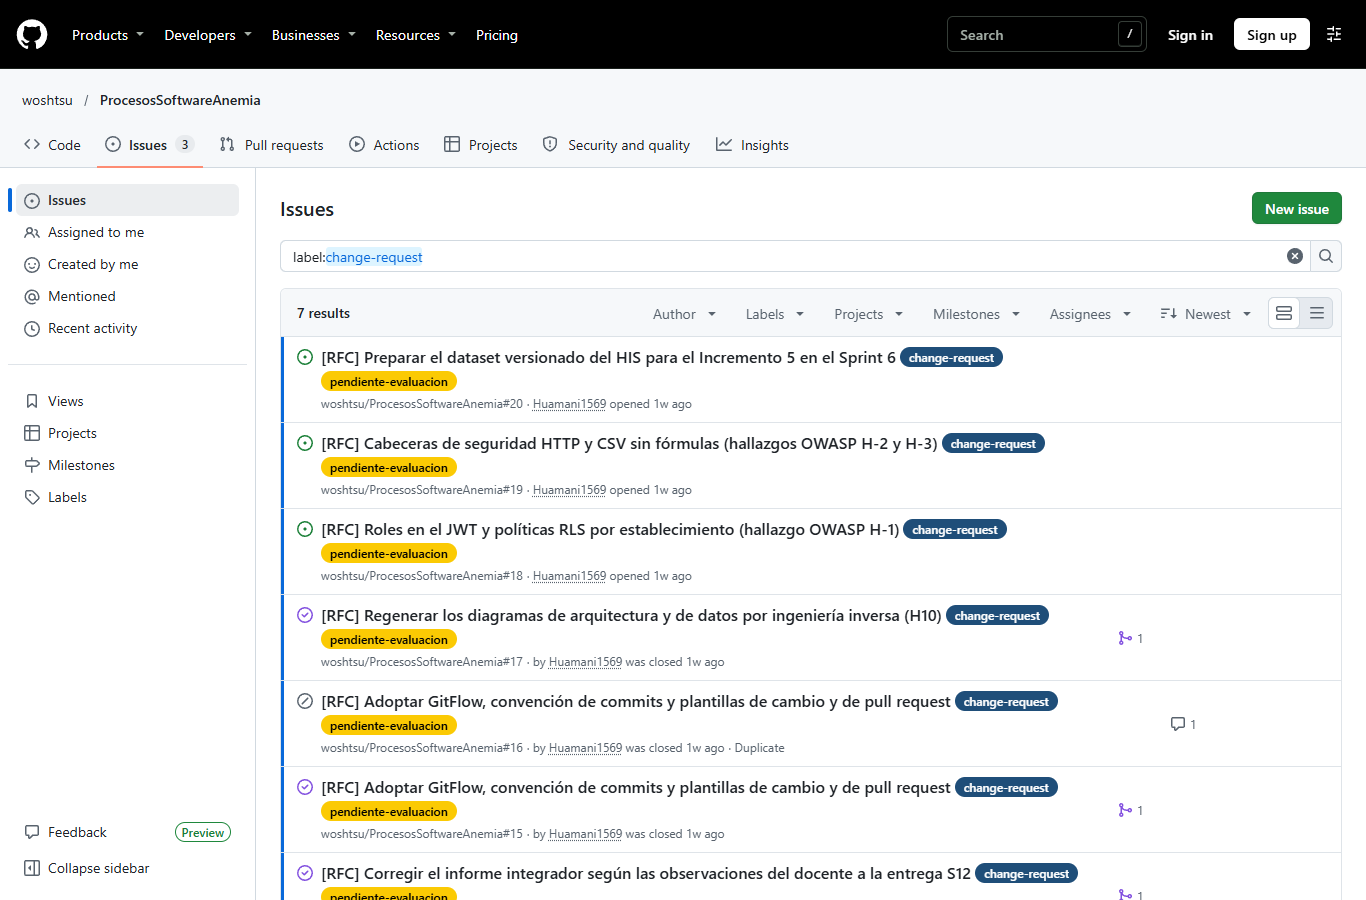 Products Developers Businesses Resources Pricing Search / Sign in Sign up
woshtsu / ProcesosSoftwareAnemia
Code Issues 3 Pull requests Actions Projects Security and quality Insights
Issues
Assigned to me
Created by me
Mentioned
Recent activity
Views
Projects
Milestones
Labels
Feedback Preview
Collapse sidebar
Issues New issue
label:change-request
7 results Author Labels Projects Milestones Assignees Newest
[RFC] Preparar el dataset versionado del HIS para el Incremento 5 en el Sprint 6 change-request
pendiente-evaluacion
woshtsu/ProcesosSoftwareAnemia#20 · Huamani1569 opened 1w ago
[RFC] Cabeceras de seguridad HTTP y CSV sin fórmulas (hallazgos OWASP H-2 y H-3) change-request
pendiente-evaluacion
woshtsu/ProcesosSoftwareAnemia#19 · Huamani1569 opened 1w ago
[RFC] Roles en el JWT y políticas RLS por establecimiento (hallazgo OWASP H-1) change-request
pendiente-evaluacion
woshtsu/ProcesosSoftwareAnemia#18 · Huamani1569 opened 1w ago
[RFC] Regenerar los diagramas de arquitectura y de datos por ingeniería inversa (H10) change-request
pendiente-evaluacion 1
woshtsu/ProcesosSoftwareAnemia#17 · by Huamani1569 was closed 1w ago
[RFC] Adoptar GitFlow, convención de commits y plantillas de cambio y de pull request change-request
pendiente-evaluacion 1
woshtsu/ProcesosSoftwareAnemia#16 · by Huamani1569 was closed 1w ago · Duplicate
[RFC] Adoptar GitFlow, convención de commits y plantillas de cambio y de pull request change-request
pendiente-evaluacion 1
woshtsu/ProcesosSoftwareAnemia#15 · by Huamani1569 was closed 1w ago
[RFC] Corregir el informe integrador según las observaciones del docente a la entrega S12 change-request
pendiente-evaluacion 1